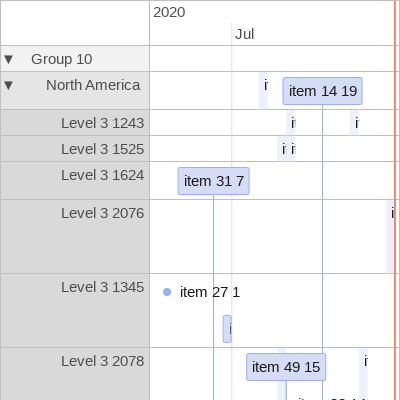 2020
Jul
▼ Group 10
▼ North America
item 14 19
Level 3 1243
Level 3 1525
Level 3 1624
item 31 7
Level 3 2076
Level 3 1345
item 27 1
Level 3 2078
item 49 15